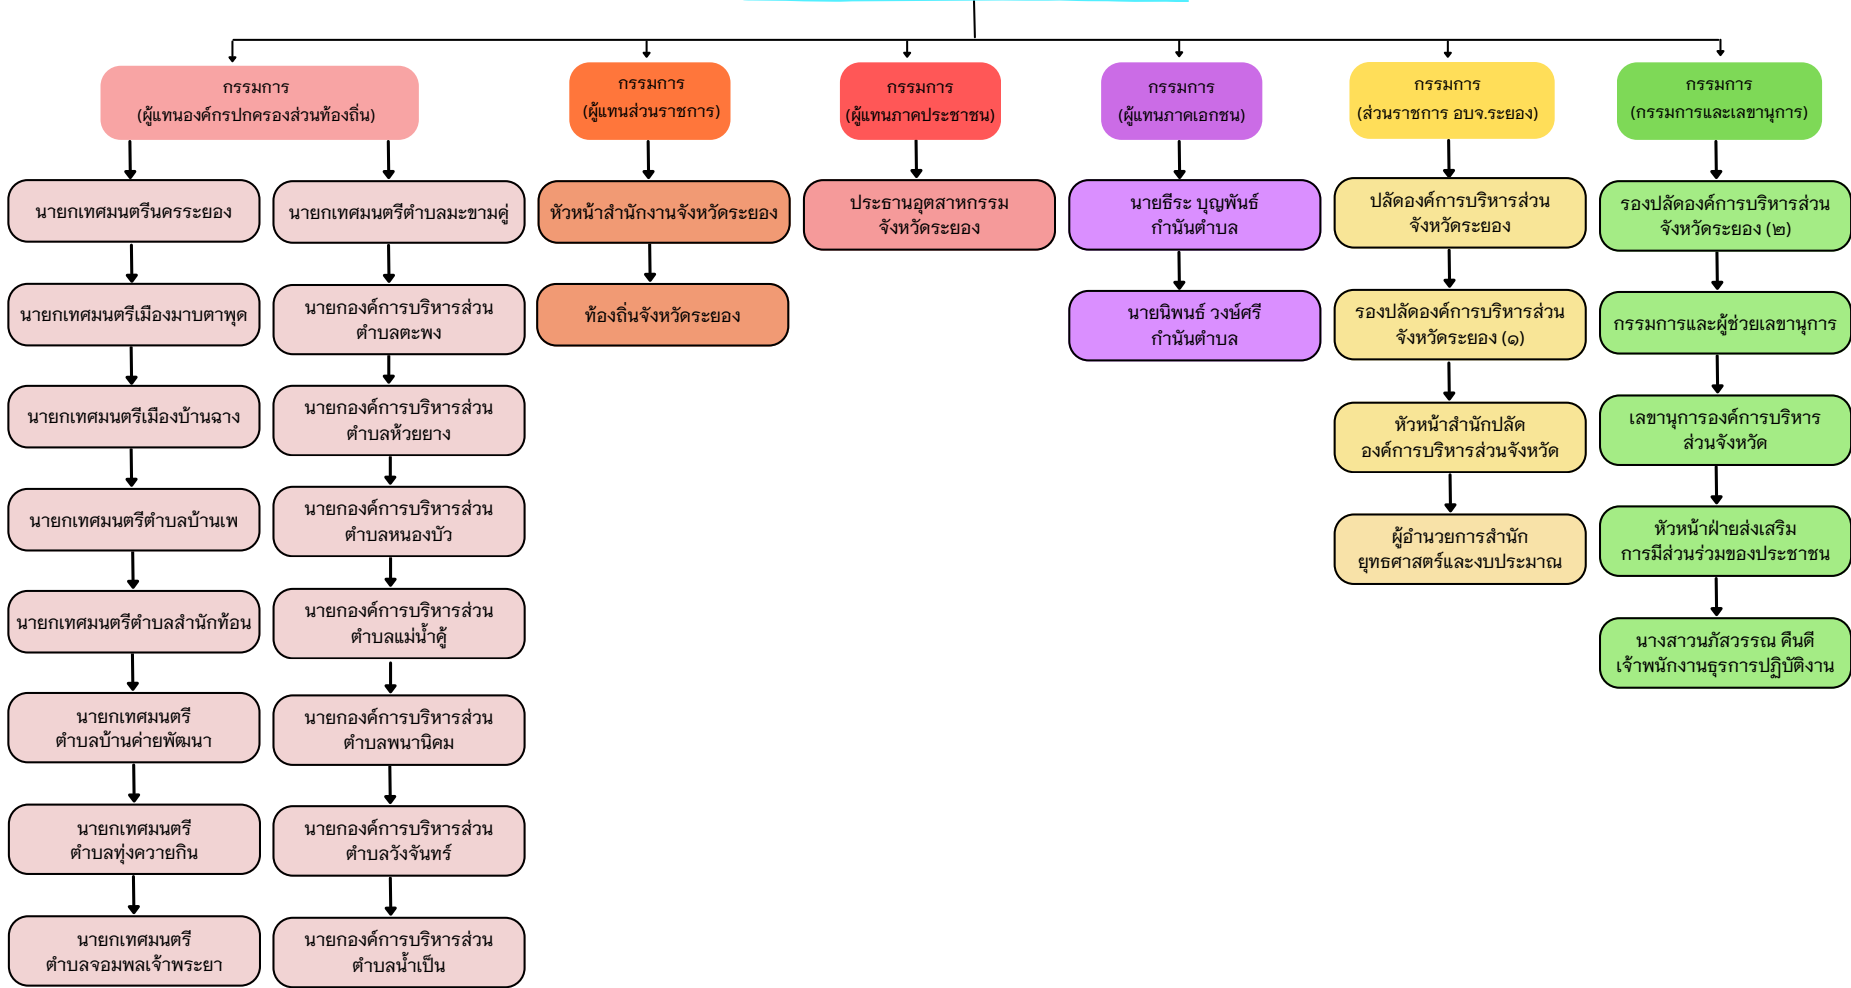 กรรมการ
(ผู้แทนองค์กรปกครองส่วนท้องถิ่น)
นายกเทศมนตรีนครระยอง
นายกเทศมนตรีเมืองมาบตาพุด
นายกเทศมนตรีเมืองบ้านฉาง
นายกเทศมนตรีตำบลบ้านเพ
นายกเทศมนตรีตำบลสำนักท้อน
นายกเทศมนตรี
ตำบลบ้านค่ายพัฒนา
นายกเทศมนตรี
ตำบลทุ่งควายกิน
นายกเทศมนตรี
ตำบลจอมพลเจ้าพระยา
นายกเทศมนตรีตำบลมะขามคู่
นายกองค์การบริหารส่วน
ตำบลตะพง
นายกองค์การบริหารส่วน
ตำบลห้วยยาง
นายกองค์การบริหารส่วน
ตำบลหนองบัว
นายกองค์การบริหารส่วน
ตำบลแม่น้ำคู้
นายกองค์การบริหารส่วน
ตำบลพนานิคม
นายกองค์การบริหารส่วน
ตำบลวังจันทร์
นายกองค์การบริหารส่วน
ตำบลน้ำเป็น
กรรมการ
(ผู้แทนส่วนราชการ)
หัวหน้าสำนักงานจังหวัดระยอง
ท้องถิ่นจังหวัดระยอง
กรรมการ
(ผู้แทนภาคประชาชน)
ประธานอุตสาหกรรม
จังหวัดระยอง
กรรมการ
(ผู้แทนภาคเอกชน)
นายธีระ บุญพันธ์
กำนันตำบล
นายนิพนธ์ วงษ์ศรี
กำนันตำบล
กรรมการ
(ส่วนราชการ อบจ.ระยอง)
ปลัดองค์การบริหารส่วน
จังหวัดระยอง
รองปลัดองค์การบริหารส่วน
จังหวัดระยอง (๑)
หัวหน้าสำนักปลัด
องค์การบริหารส่วนจังหวัด
ผู้อำนวยการสำนัก
ยุทธศาสตร์และงบประมาณ
กรรมการ
(กรรมการและเลขานุการ)
รองปลัดองค์การบริหารส่วน
จังหวัดระยอง (๒)
กรรมการและผู้ช่วยเลขานุการ
เลขานุการองค์การบริหาร
ส่วนจังหวัด
หัวหน้าฝ่ายส่งเสริม
การมีส่วนร่วมของประชาชน
นางสาวนภัสวรรณ คืนดี
เจ้าพนักงานธุรการปฏิบัติงาน